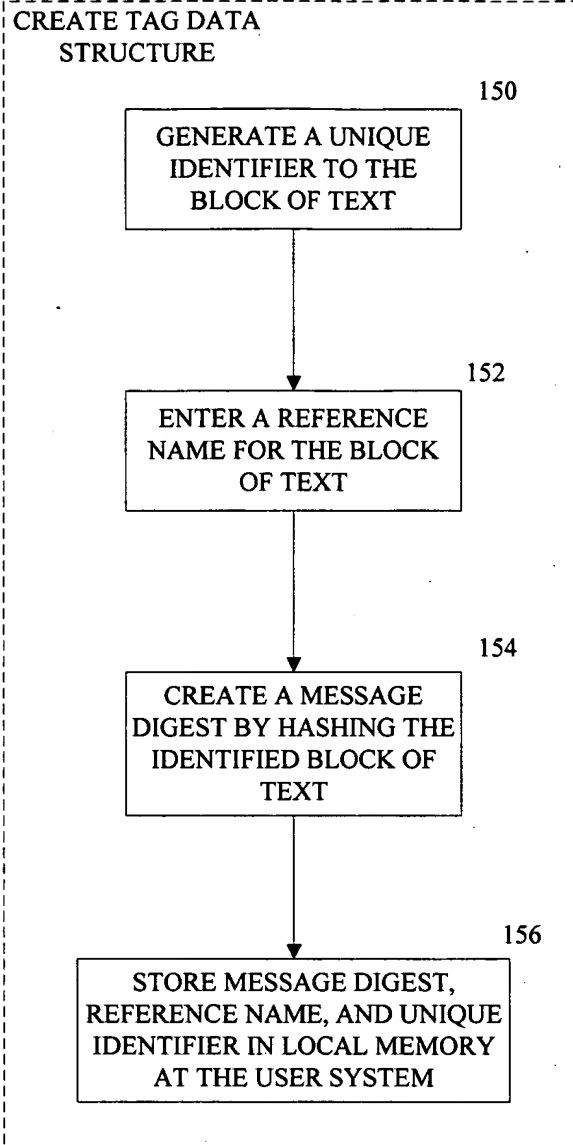 CREATE TAG DATA
STRUCTURE
150
GENERATE A UNIQUE
IDENTIFIER TO THE
BLOCK OF TEXT
152
ENTER A REFERENCE
NAME FOR THE BLOCK
OF TEXT
154
CREATE A MESSAGE
DIGEST BY HASHING THE
IDENTIFIED BLOCK OF
TEXT
156
STORE MESSAGE DIGEST,
REFERENCE NAME, AND UNIQUE
IDENTIFIER IN LOCAL MEMORY
AT THE USER SYSTEM